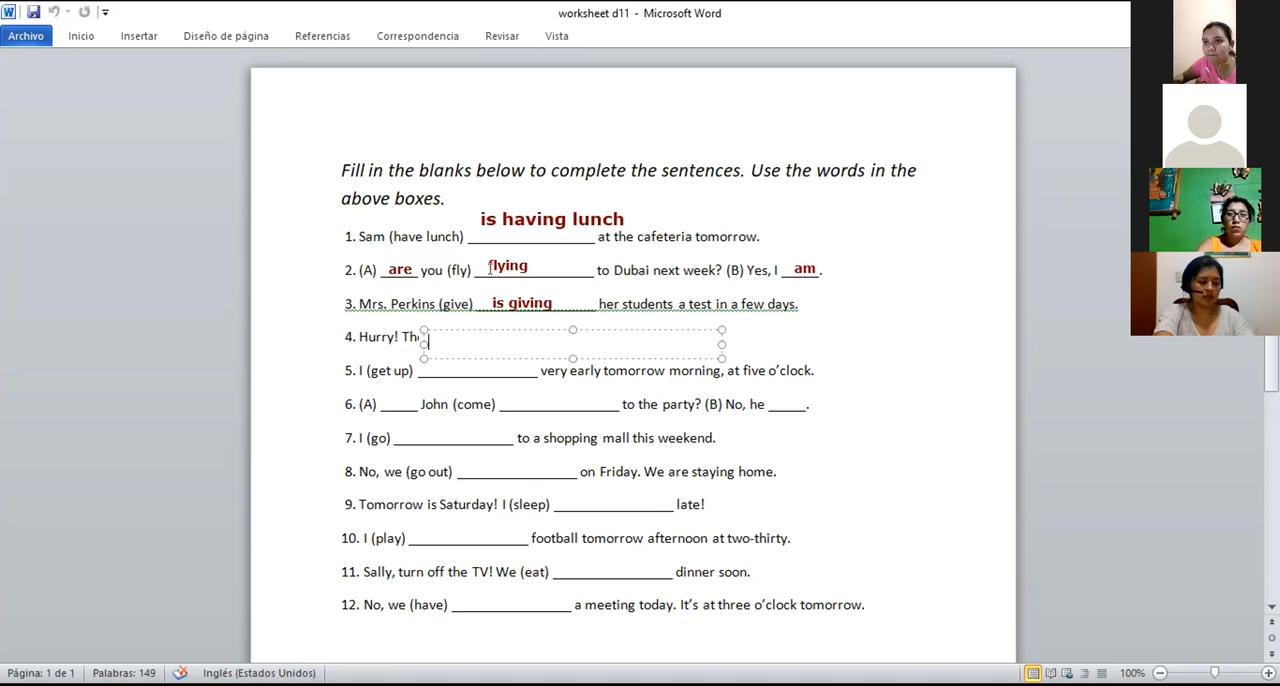 worksheet d11 - Microsoft Word
Archivo Inicio Insertar Diseño de página Referencias Correspondencia Revisar Vista
Fill in the blanks below to complete the sentences. Use the words in the
above boxes.
is having lunch
1. Sam (have lunch) ________________ at the cafeteria tomorrow.
2. (A) are you (fly) flying to Dubai next week? (B) Yes, I am.
3. Mrs. Perkins (give) is giving her students a test in a few days.
4. Hurry! The
5. I (get up) ________________ very early tomorrow morning, at five o’clock.
6. (A) _____ John (come) ________________ to the party? (B) No, he _____.
7. I (go) ________________ to a shopping mall this weekend.
8. No, we (go out) ________________ on Friday. We are staying home.
9. Tomorrow is Saturday! I (sleep) ________________ late!
10. I (play) ________________ football tomorrow afternoon at two-thirty.
11. Sally, turn off the TV! We (eat) ________________ dinner soon.
12. No, we (have) ________________ a meeting today. It’s at three o’clock tomorrow.
Página: 1 de 1 Palabras: 149 Inglés (Estados Unidos) 100%